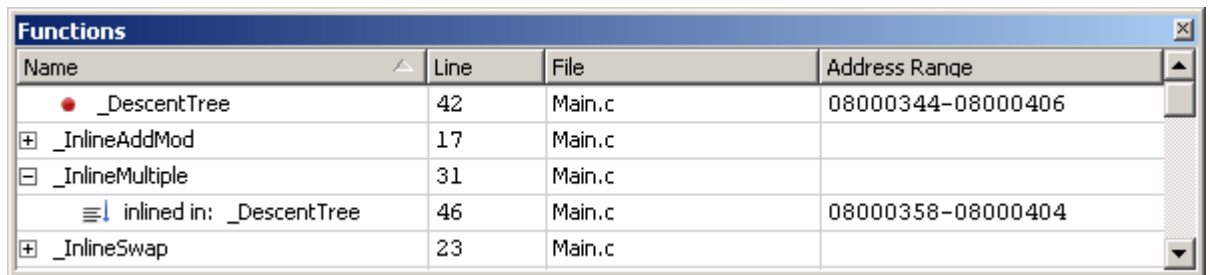 Functions
Name Line File Address Range
_DescentTree 42 Main.c 08000344-08000406
_InlineAddMod 17 Main.c
_InlineMultiple 31 Main.c
inlined in: _DescentTree 46 Main.c 08000358-08000404
_InlineSwap 23 Main.c